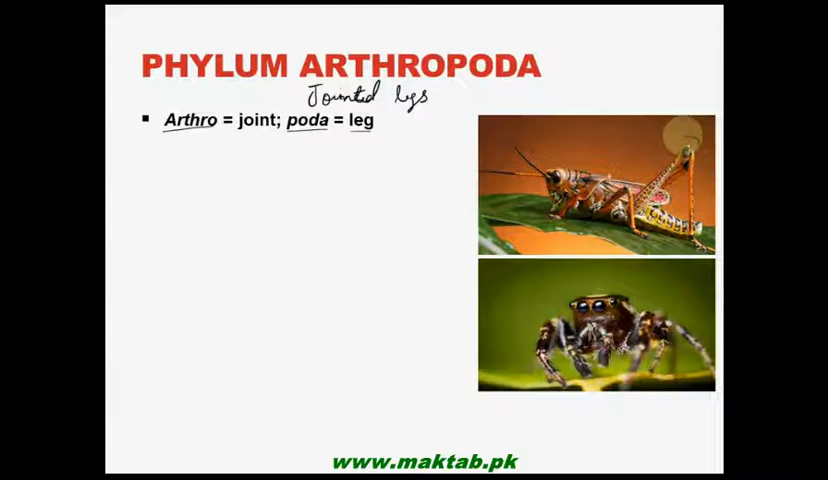 PHYLUM ARTHROPODA
Jointed legs
▪ Arthro = joint; poda = leg
www.maktab.pk